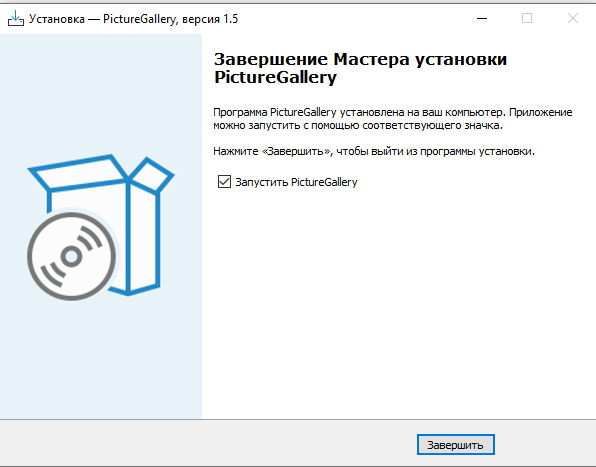 Установка — PictureGallery, версия 1.5
Завершение Мастера установки
PictureGallery
Программа PictureGallery установлена на ваш компьютер. Приложение
можно запустить с помощью соответствующего значка.
Нажмите «Завершить», чтобы выйти из программы установки.
Запустить PictureGallery
Завершить